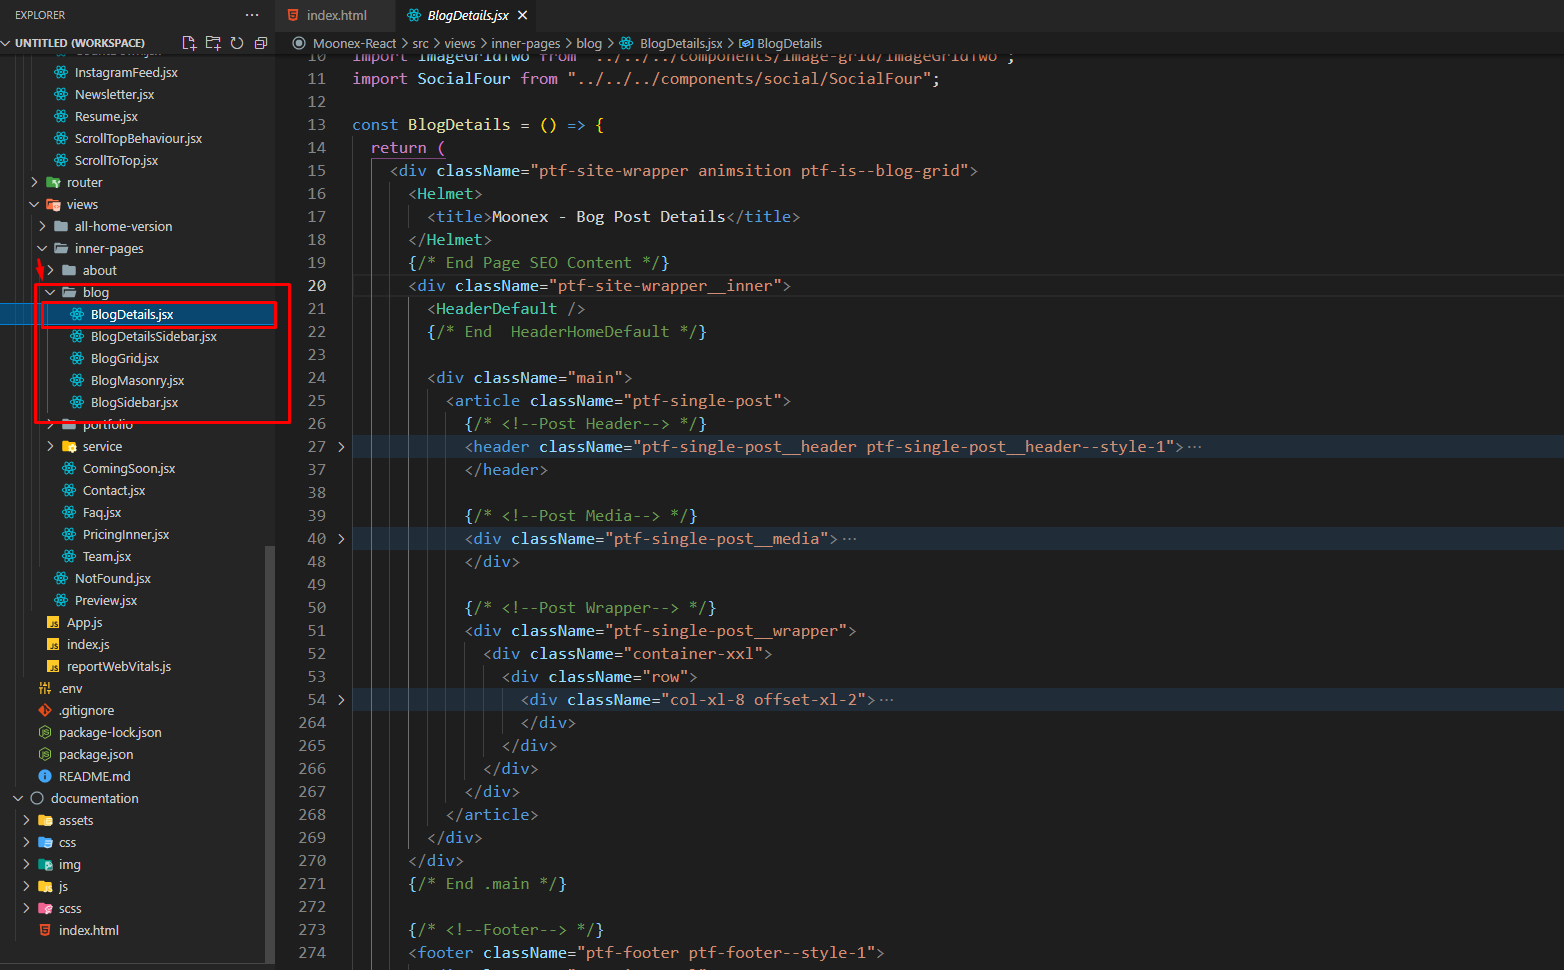 EXPLORER
UNTITLED (WORKSPACE)
InstagramFeed.jsx
Newsletter.jsx
Resume.jsx
ScrollTopBehaviour.jsx
ScrollToTop.jsx
router
views
all-home-version
inner-pages
about
blog
BlogDetails.jsx
BlogDetailsSidebar.jsx
BlogGrid.jsx
BlogMasonry.jsx
BlogSidebar.jsx
portfolio
service
ComingSoon.jsx
Contact.jsx
Faq.jsx
PricingInner.jsx
Team.jsx
NotFound.jsx
Preview.jsx
App.js
index.js
reportWebVitals.js
.env
.gitignore
package-lock.json
package.json
README.md
documentation
assets
css
img
js
scss
index.html
index.html
BlogDetails.jsx
Moonex-React > src > views > inner-pages > blog > BlogDetails.jsx > BlogDetails
10 import ImageGridTwo from "../../../components/image-grid/ImageGridTwo";
11 import SocialFour from "../../../components/social/SocialFour";
12
13 const BlogDetails = () => {
14 return (
15 <div className="ptf-site-wrapper animsition ptf-is--blog-grid">
16 <Helmet>
17 <title>Moonex - Bog Post Details</title>
18 </Helmet>
19 {/* End Page SEO Content */}
20 <div className="ptf-site-wrapper__inner">
21 <HeaderDefault />
22 {/* End  HeaderHomeDefault */}
23
24 <div className="main">
25 <article className="ptf-single-post">
26 {/* <!--Post Header--> */}
27 <header className="ptf-single-post__header ptf-single-post__header--style-1">…
37 </header>
38
39 {/* <!--Post Media--> */}
40 <div className="ptf-single-post__media">…
48 </div>
49
50 {/* <!--Post Wrapper--> */}
51 <div className="ptf-single-post__wrapper">
52 <div className="container-xxl">
53 <div className="row">
54 <div className="col-xl-8 offset-xl-2">…
264 </div>
265 </div>
266 </div>
267 </div>
268 </article>
269 </div>
270 </div>
271 {/* End .main */}
272
273 {/* <!--Footer--> */}
274 <footer className="ptf-footer ptf-footer--style-1">